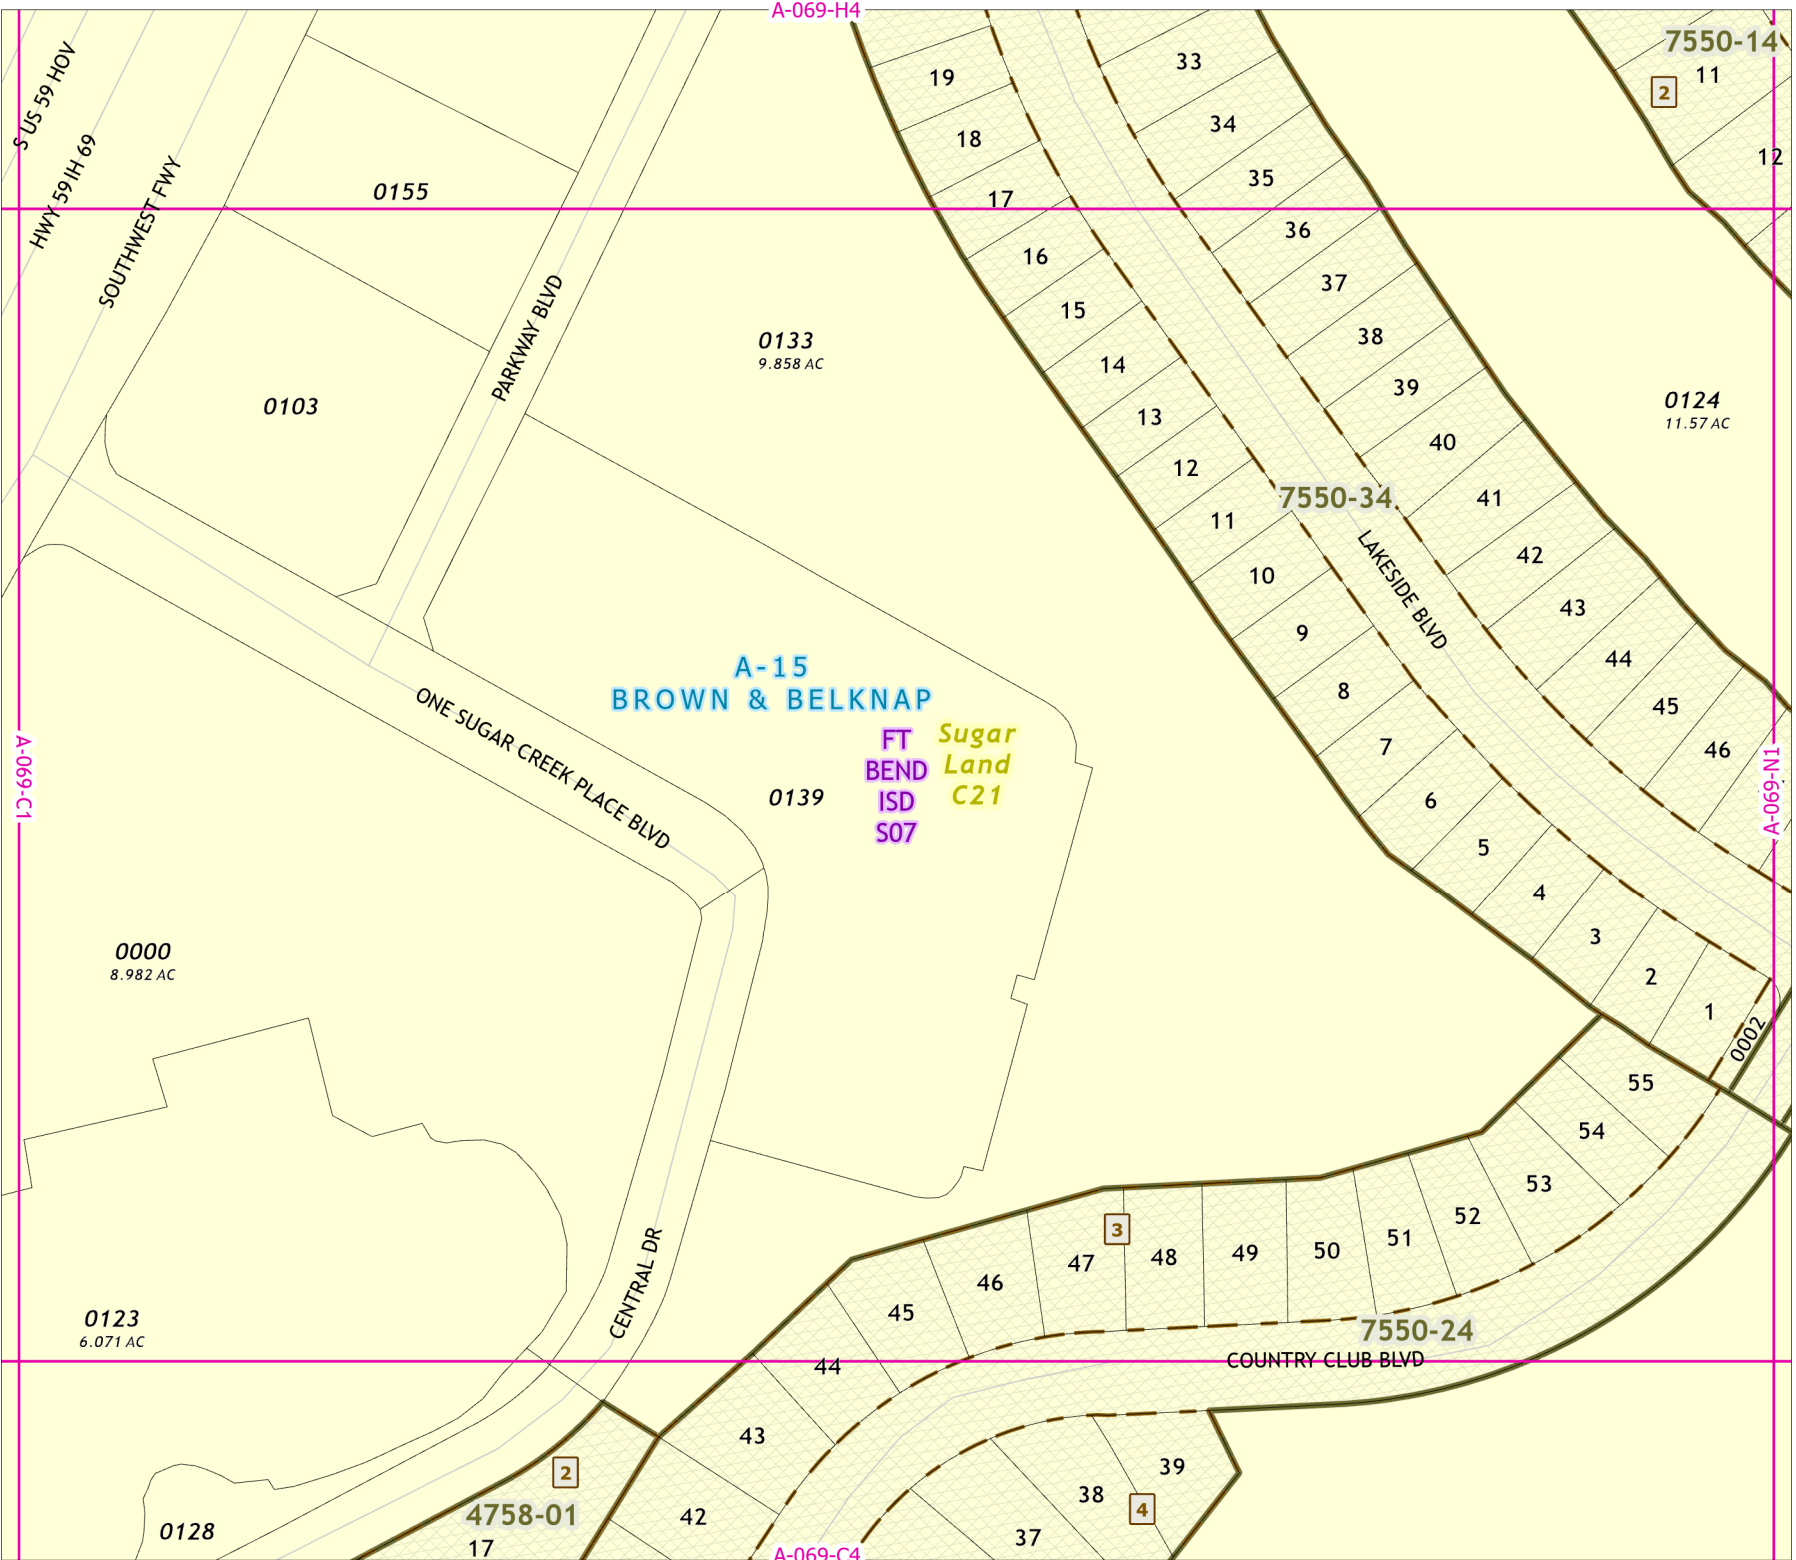 A-069-H4
7550-14
11
2
12
S US 59 HOV
HWY 59 IH 69
SOUTHWEST FWY
0155
0103
PARKWAY BLVD
0133
9.858 AC
19
18
17
16
15
14
13
12
11
10
9
8
7
6
5
4
3
2
1
0002
33
34
35
36
37
38
39
40
41
42
43
44
45
46
7550-34
LAKESIDE BLVD
0124
11.57 AC
A-069-C1
A-069-N1
A-15
BROWN & BELKNAP
FT
BEND
ISD
S07
Sugar
Land
C21
0139
ONE SUGAR CREEK PLACE BLVD
0000
8.982 AC
CENTRAL DR
0123
6.071 AC
0128
55
54
53
52
51
50
49
48
3
47
46
45
44
43
42
7550-24
COUNTRY CLUB BLVD
39
38
4
37
2
4758-01
17
A-069-C4